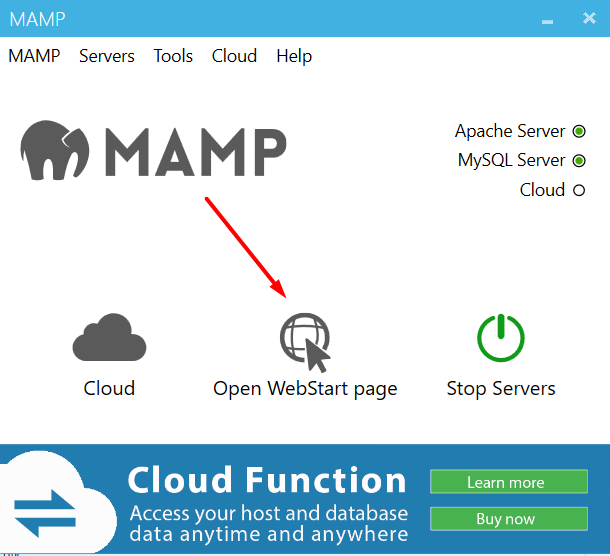 MAMP
MAMP Servers Tools Cloud Help
MAMP
Apache Server
MySQL Server
Cloud
Cloud
Open WebStart page
Stop Servers
Cloud Function
Access your host and database
data anytime and anywhere
Learn more
Buy now